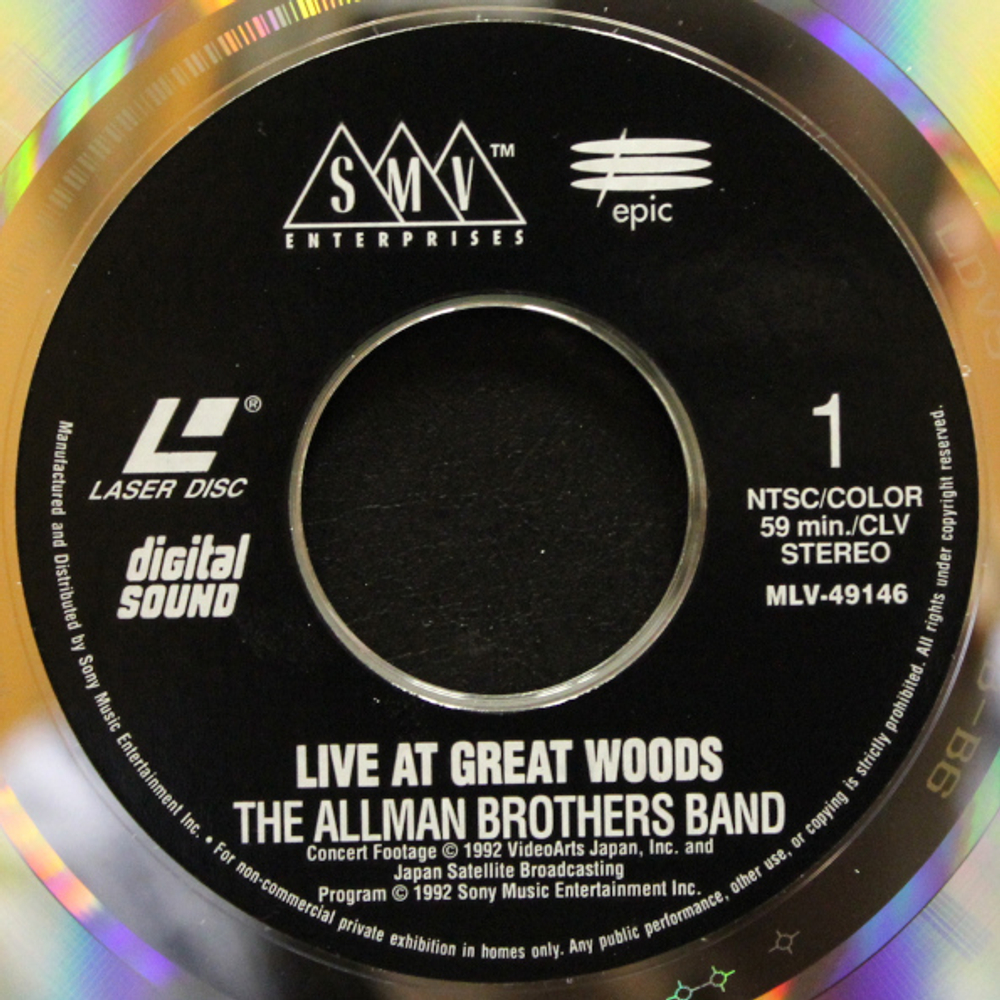 SMV™
ENTERPRISES
epic
L®
LASER DISC
digital
SOUND
1
NTSC/COLOR
59 min./CLV
STEREO
MLV-49146
LIVE AT GREAT WOODS
THE ALLMAN BROTHERS BAND
Concert Footage © 1992 VideoArts Japan, Inc. and
Japan Satellite Broadcasting
Program © 1992 Sony Music Entertainment Inc.
Manufactured and Distributed by Sony Music Entertainment Inc. • For non-commercial private exhibition in homes only. Any public performance, other use, or copying is strictly prohibited. All rights under copyright reserved.